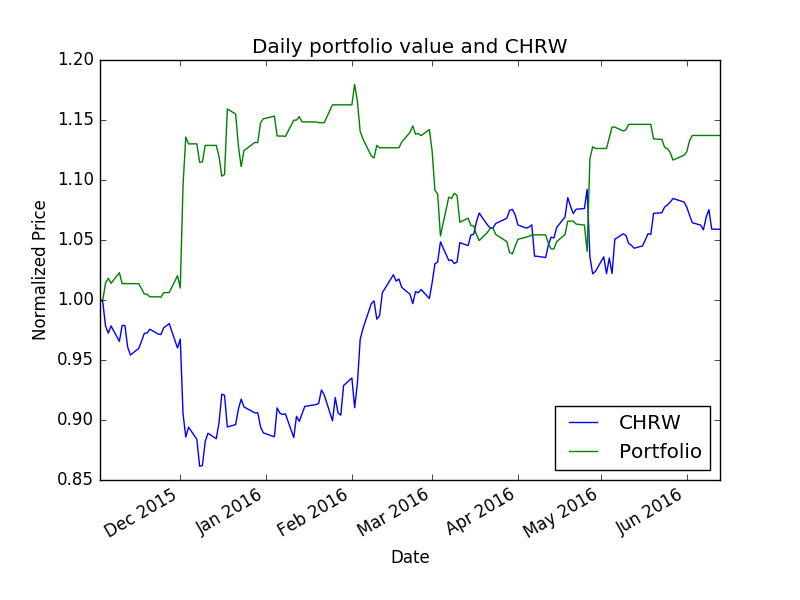 Daily portfolio value and CHRW
1.20
1.15
1.10
1.05
1.00
0.95
0.90
0.85
Normalized Price
CHRW
Portfolio
Dec 2015
Jan 2016
Feb 2016
Mar 2016
Apr 2016
May 2016
Jun 2016
Date